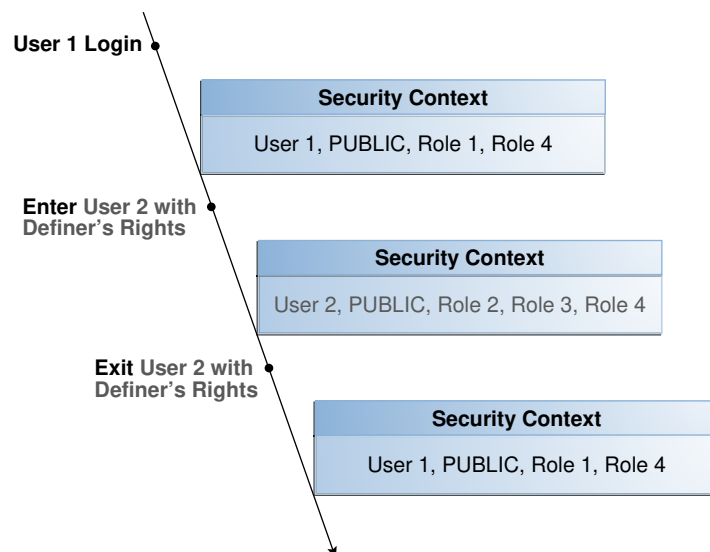 User 1 Login
Security Context
User 1, PUBLIC, Role 1, Role 4
Enter User 2 with
Definer's Rights
Security Context
User 2, PUBLIC, Role 2, Role 3, Role 4
Exit User 2 with
Definer's Rights
Security Context
User 1, PUBLIC, Role 1, Role 4